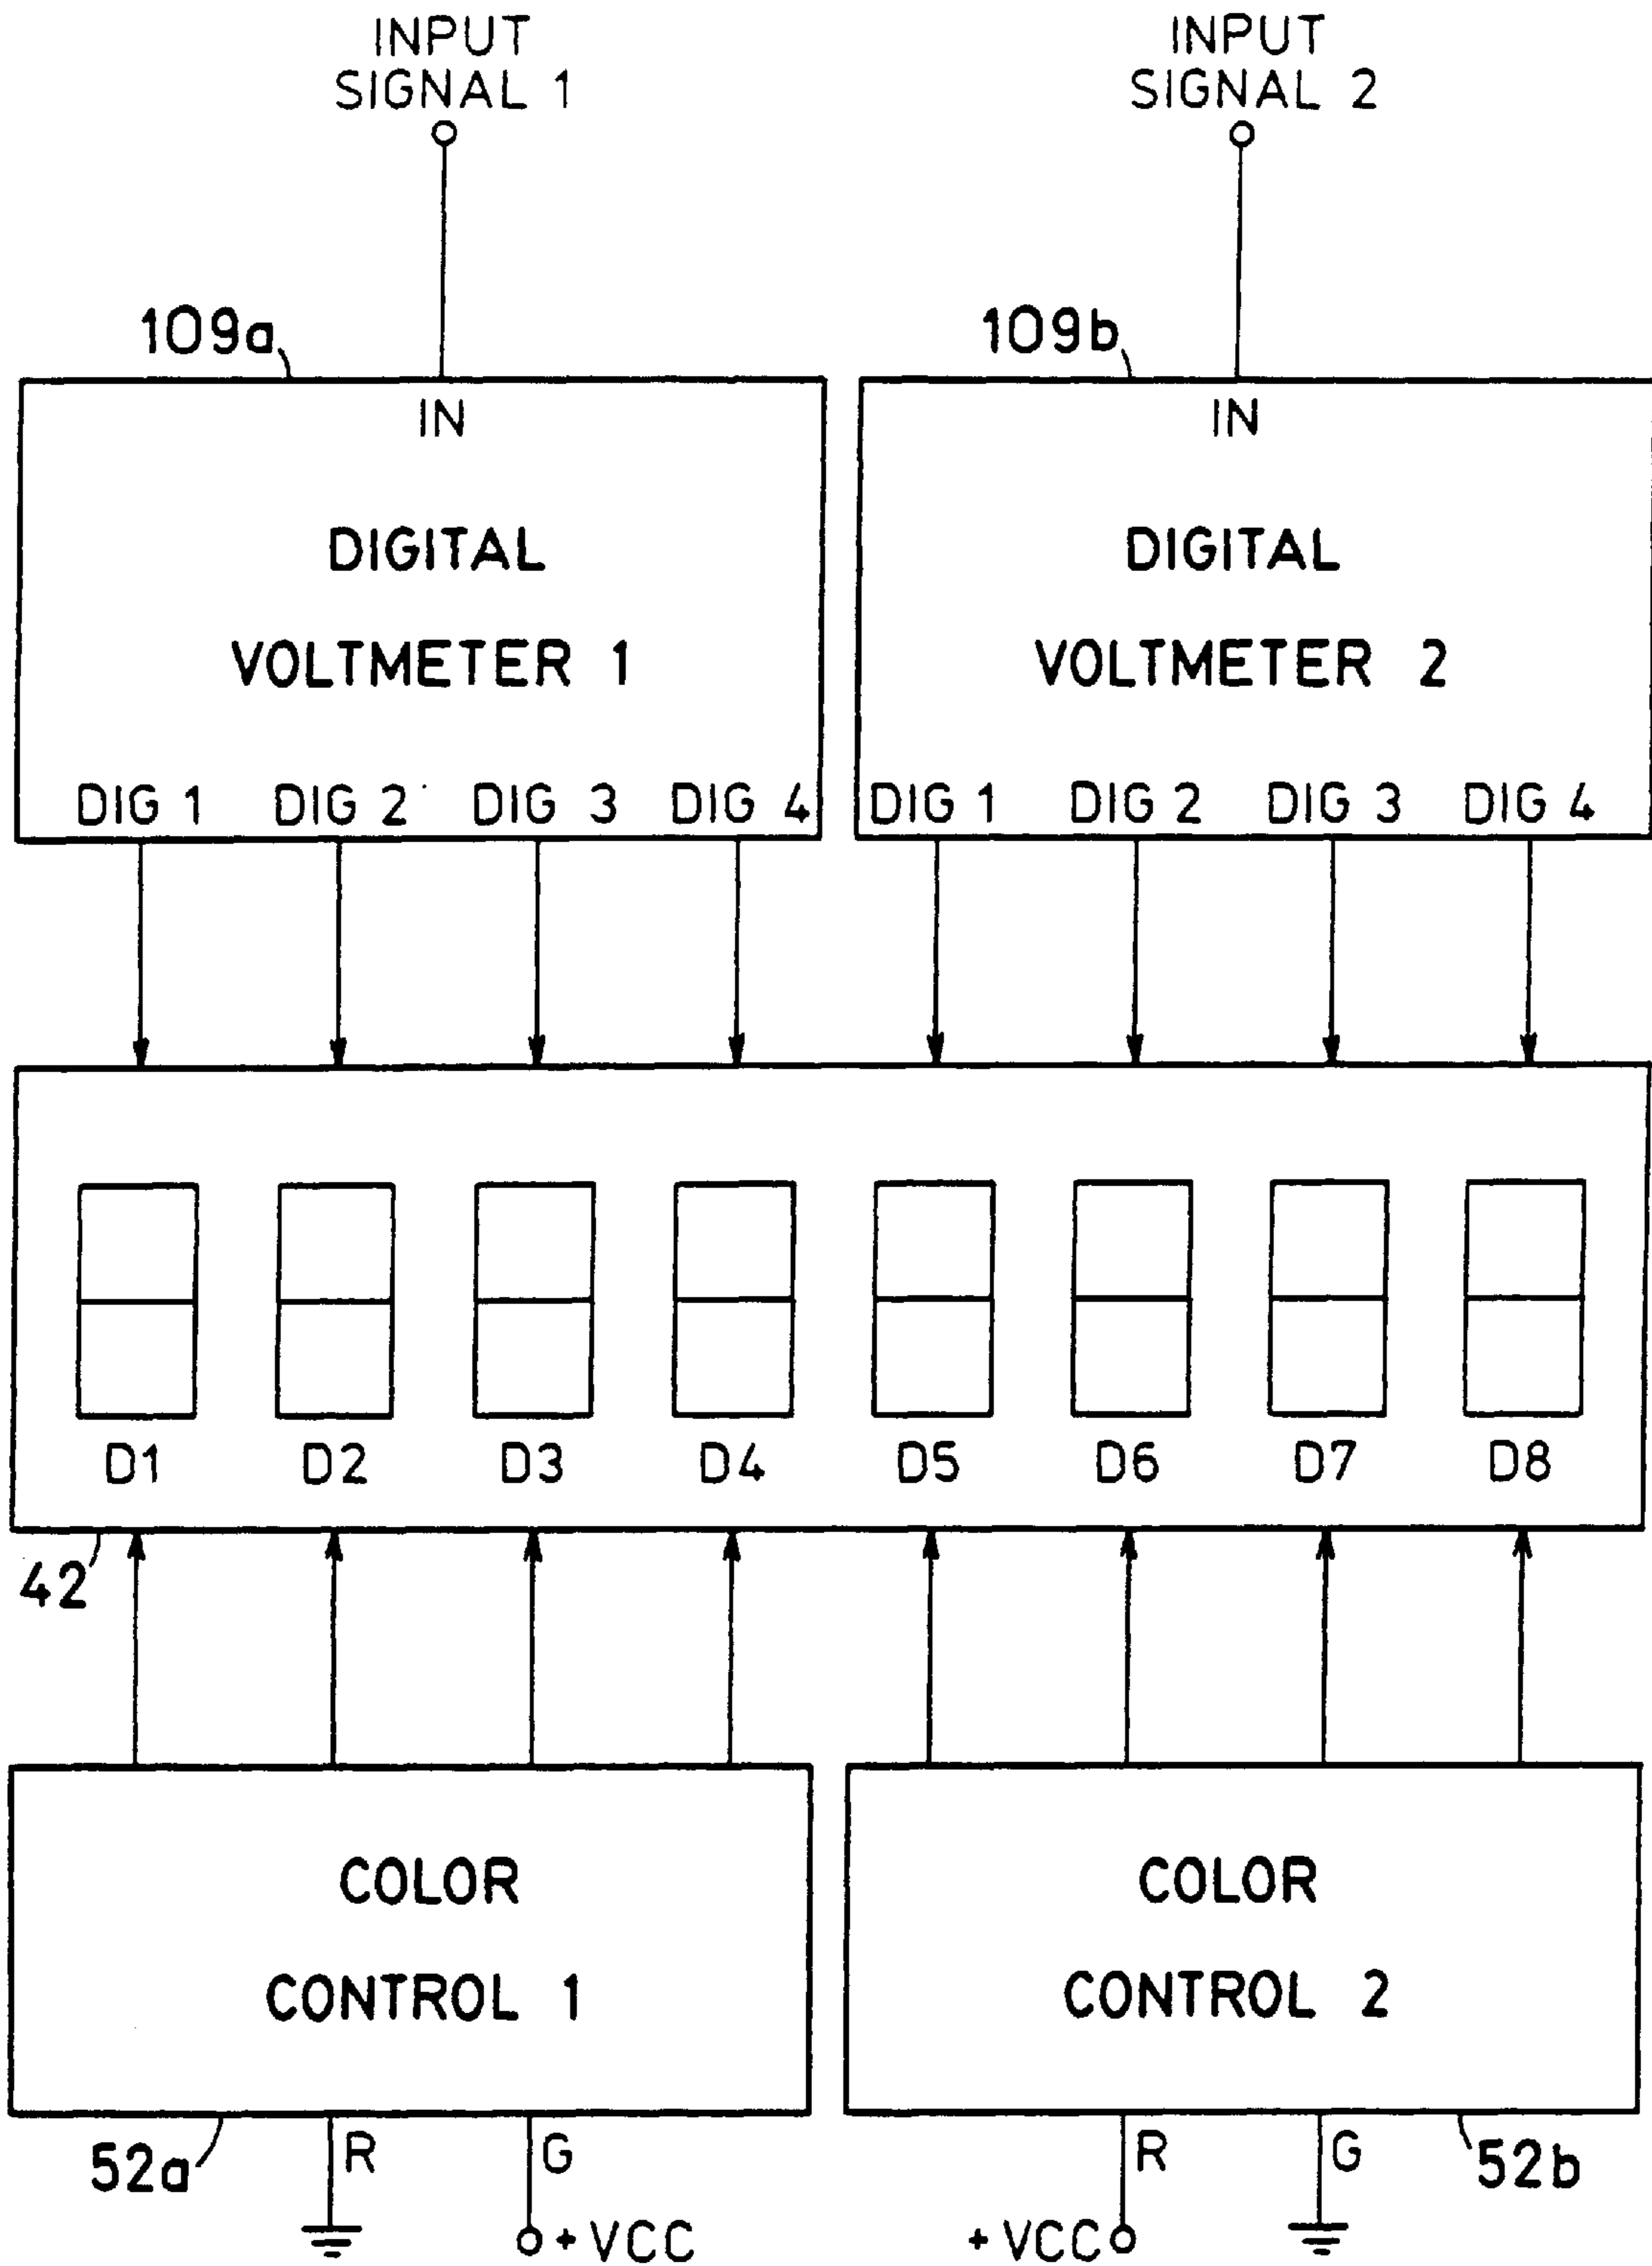 INPUT
SIGNAL 1
INPUT
SIGNAL 2
109a
109b
IN
IN
DIGITAL
VOLTMETER 1
DIGITAL
VOLTMETER 2
DIG 1 DIG 2 DIG 3 DIG 4
DIG 1 DIG 2 DIG 3 DIG 4
D1 D2 D3 D4 D5 D6 D7 D8
42
COLOR
CONTROL 1
COLOR
CONTROL 2
52a
R
G
R
G
52b
+VCC
+VCC